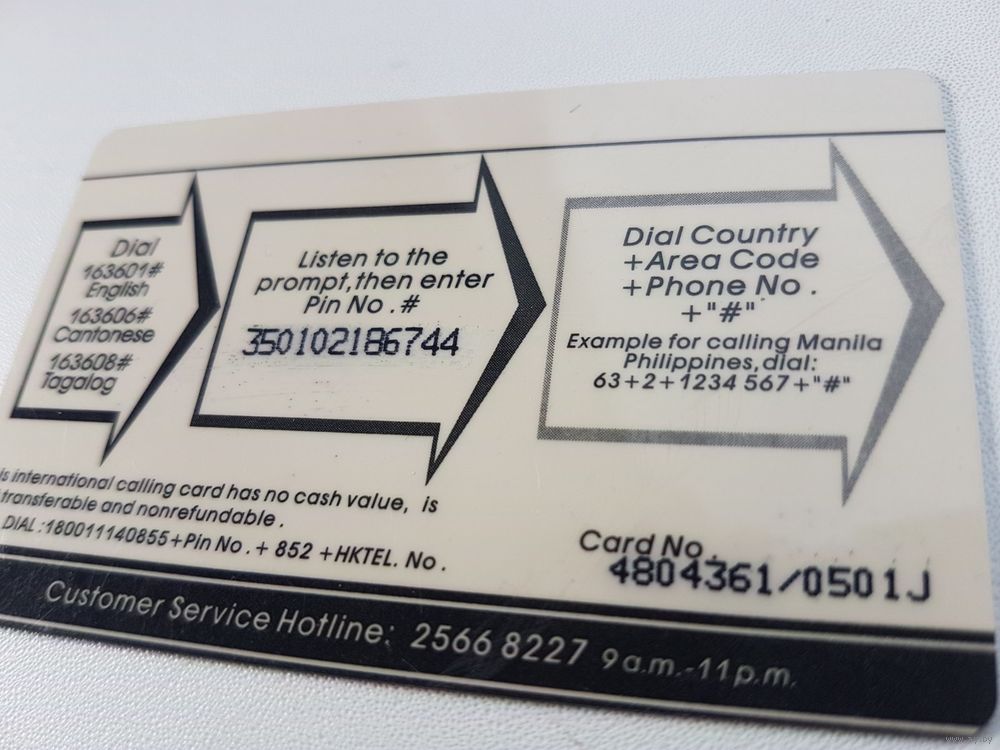 Dial
163601#
English
163606#
Cantonese
163608#
Tagalog
Listen to the
prompt,then enter
Pin No . #
350102186744
Dial Country
+Area Code
+Phone No .
+"#"
Example for calling Manila
Philippines,dial:
63+2+1234 567+"#"
is international calling card has no cash value, is
transferable and nonrefundable .
DIAL :180011140855+Pin No . + 852 +HKTEL. No .
Card No .
4804361/0501J
Customer Service Hotline: 2566 8227 9 a.m.-11p.m.